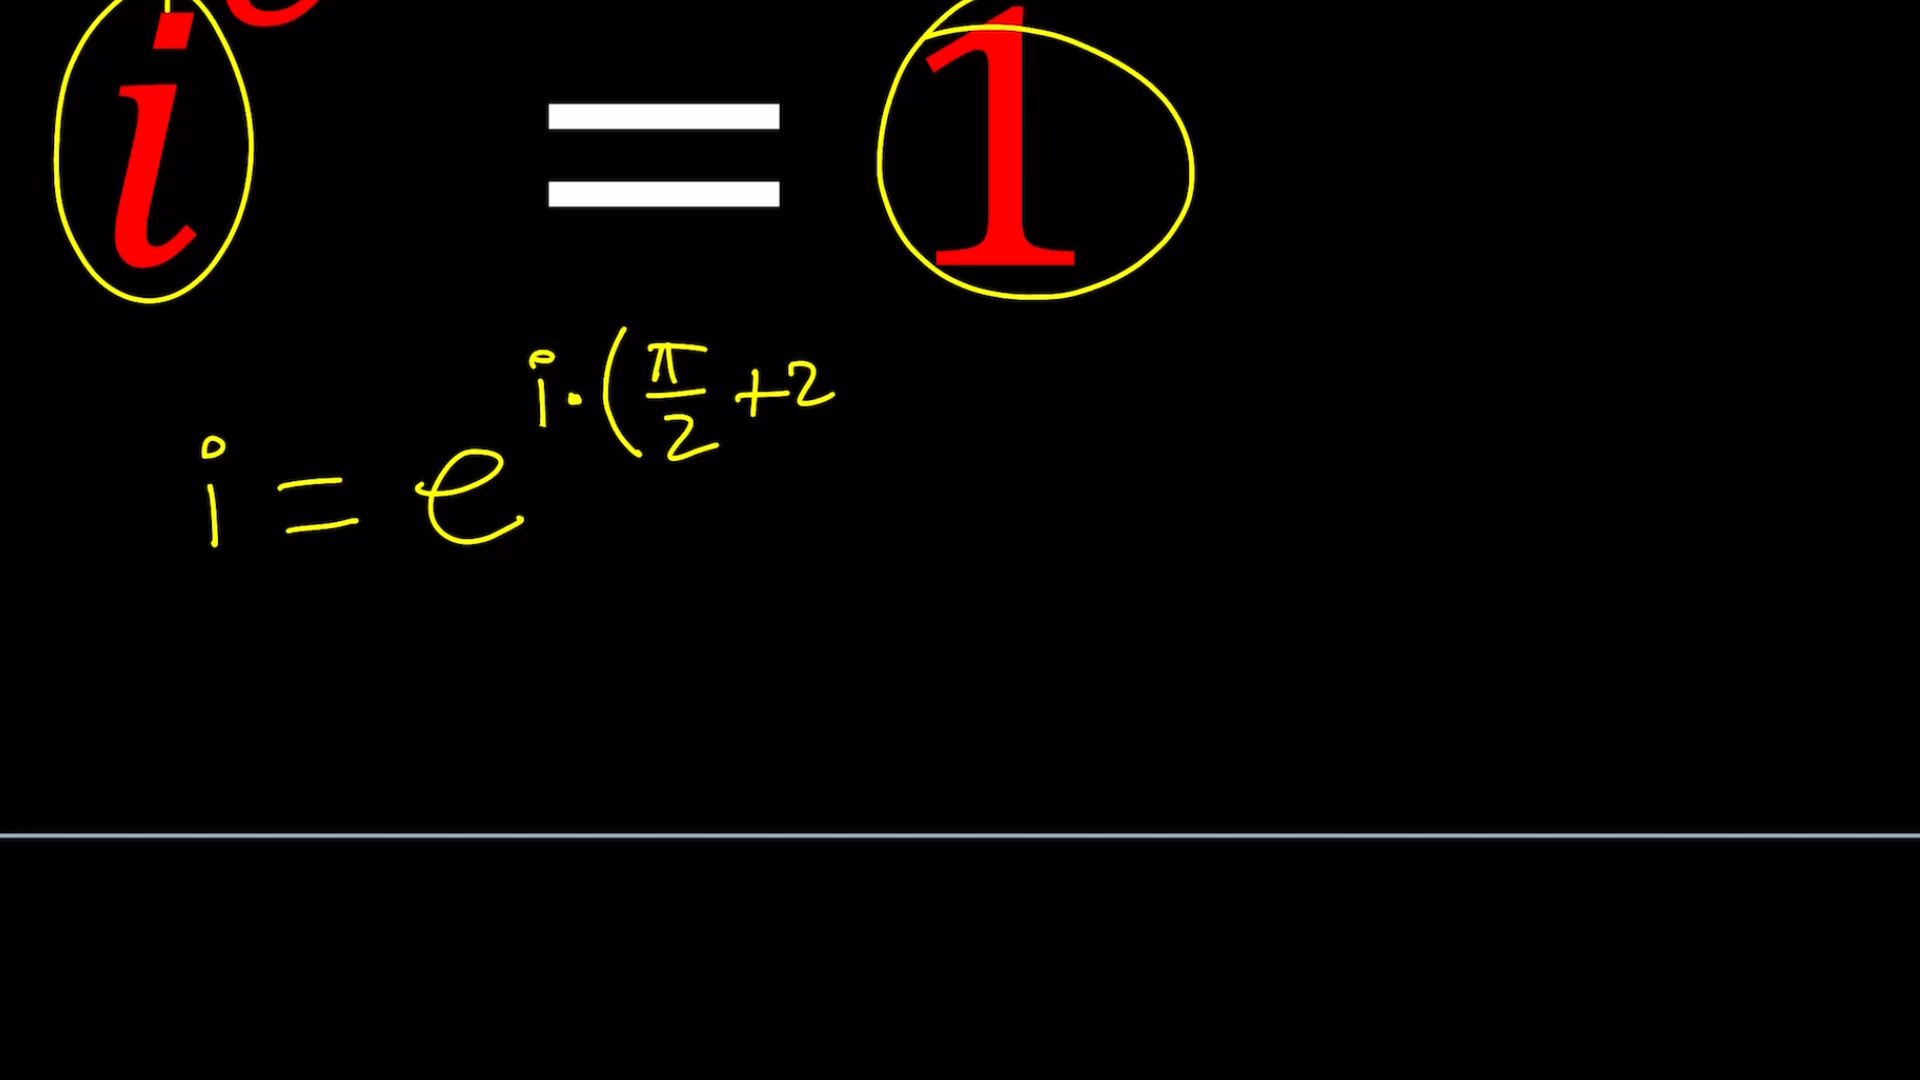 i = 1
i = e^{i·(π/2 + 2